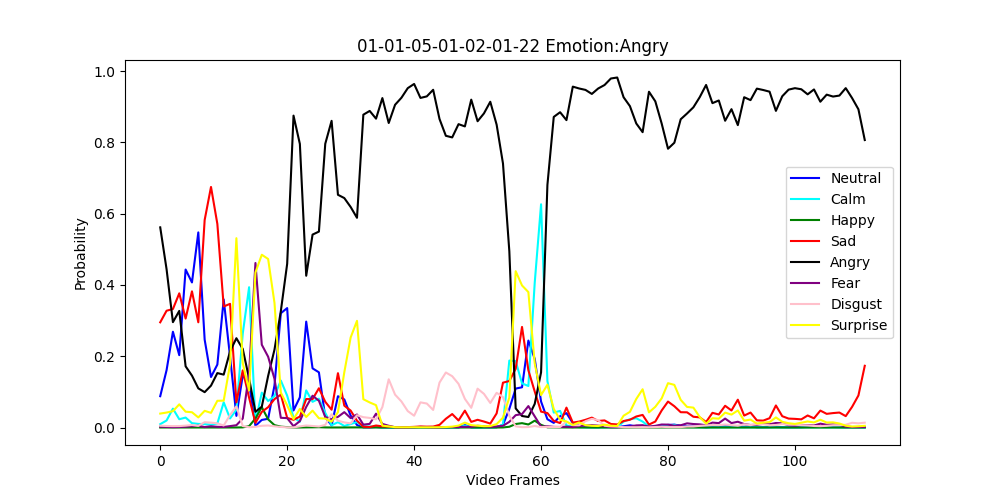 01-01-05-01-02-01-22 Emotion:Angry
Probability
1.0
0.8
0.6
0.4
0.2
0.0
Neutral
Calm
Happy
Sad
Angry
Fear
Disgust
Surprise
0 20 40 60 80 100
Video Frames